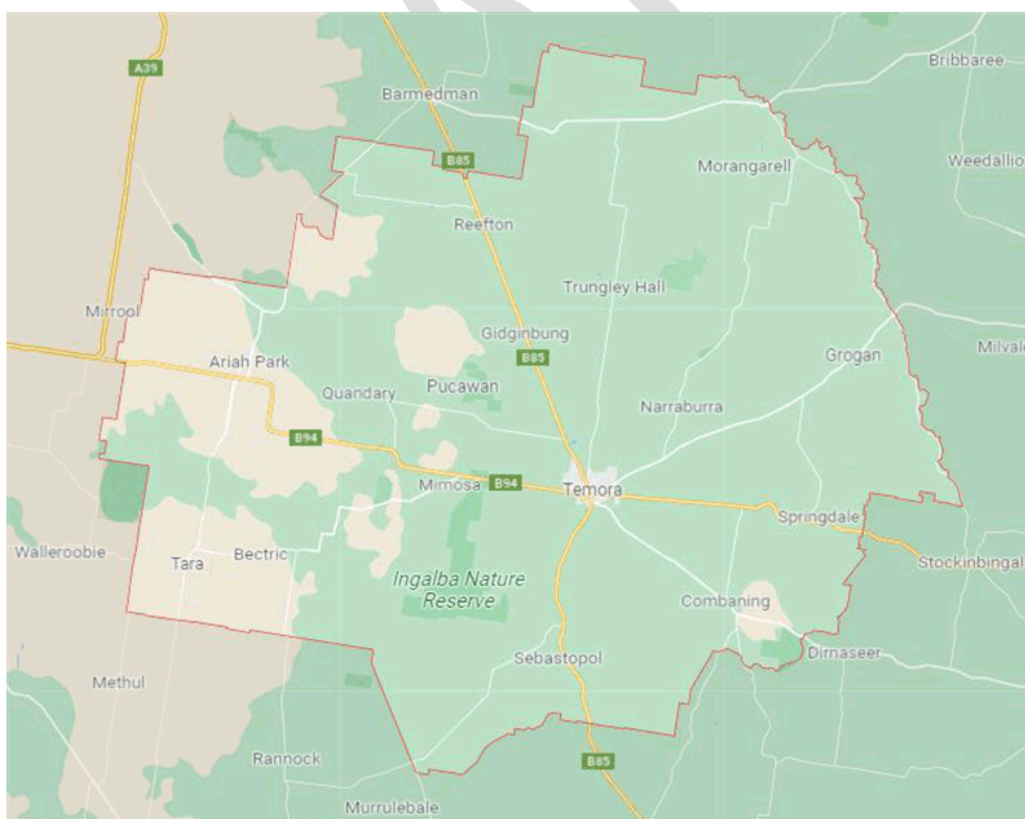 A39
Bribbaree
Barmedman
B85
Weedallio
Morangarell
Reefton
Trungley Hall
Mirrool
Gidginbung
Milvale
B85
Grogan
Ariah Park
Pucawan
Quandary
Narraburra
B94
Mimosa
B94
Temora
Springdale
Walleroobie
Bectric
Tara
Stockinbingal
Ingalba Nature
Reserve
Combaning
Sebastopol
Dirnaseer
Methul
Rannock
B85
Murrulebale